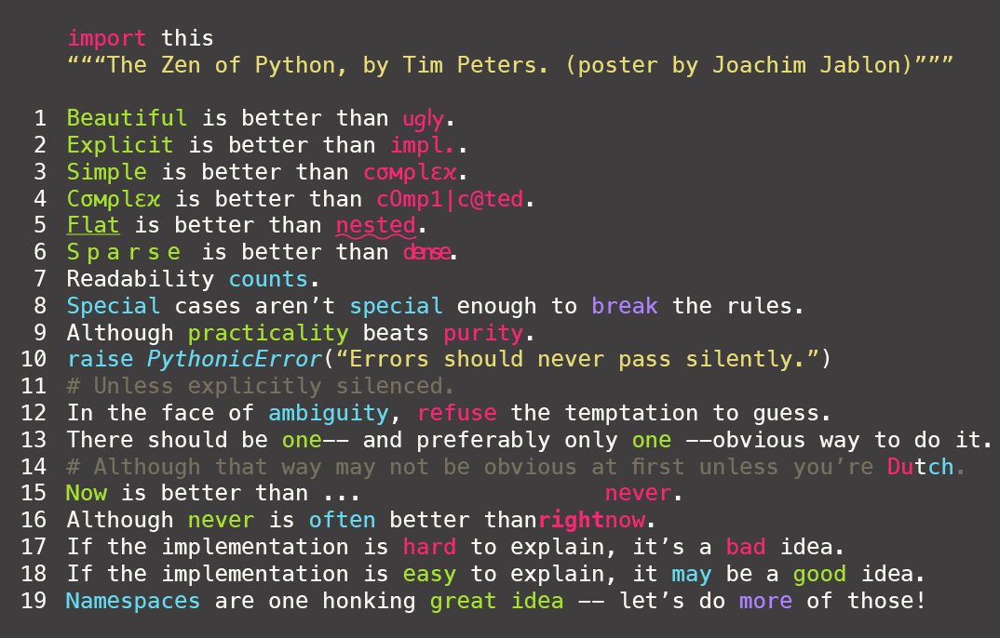 import this
“““The Zen of Python, by Tim Peters. (poster by Joachim Jablon)”””
1 Beautiful is better than ugly.
2 Explicit is better than impl..
3 Simple is better than cσмρlεx.
4 Cσмρlεx is better than cOmp1|c@ted.
5 Flat is better than nested.
6 S p a r s e is better than dense.
7 Readability counts.
8 Special cases aren’t special enough to break the rules.
9 Although practicality beats purity.
10 raise PythonicError(“Errors should never pass silently.”)
11 # Unless explicitly silenced.
12 In the face of ambiguity, refuse the temptation to guess.
13 There should be one–– and preferably only one ––obvious way to do it.
14 # Although that way may not be obvious at first unless you’re Dutch.
15 Now is better than ... never.
16 Although never is often better thanrightnow.
17 If the implementation is hard to explain, it’s a bad idea.
18 If the implementation is easy to explain, it may be a good idea.
19 Namespaces are one honking great idea –– let’s do more of those!